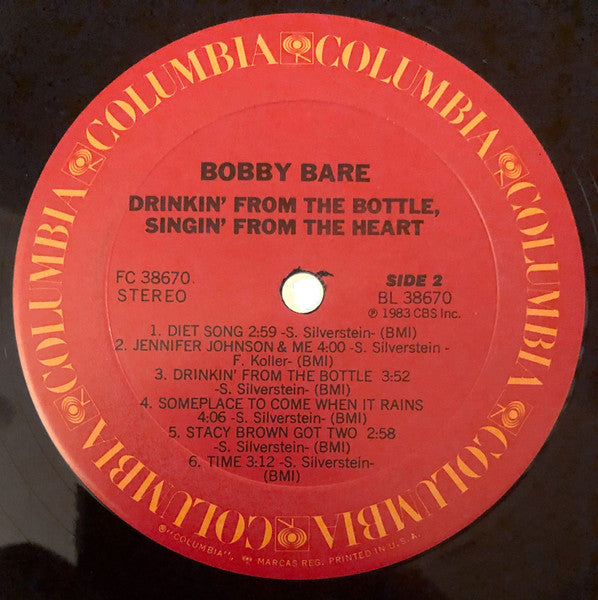 COLUMBIA COLUMBIA COLUMBIA COLUMBIA COLUMBIA COLUMBIA
BOBBY BARE
DRINKIN' FROM THE BOTTLE,
SINGIN' FROM THE HEART
FC 38670
STEREO
SIDE 2
BL 38670
℗ 1983 CBS Inc.
1. DIET SONG 2:59 -S. Silverstein- (BMI)
2. JENNIFER JOHNSON & ME 4:00 -S. Silverstein-
F. Koller- (BMI)
3. DRINKIN' FROM THE BOTTLE 3:52
-S. Silverstein- (BMI)
4. SOMEPLACE TO COME WHEN IT RAINS
4:06 -S. Silverstein- (BMI)
5. STACY BROWN GOT TWO 2:58
-S. Silverstein- (BMI)
6. TIME 3:12 -S. Silverstein-
(BMI)
® "COLUMBIA", MARCAS REG. PRINTED IN U.S.A.